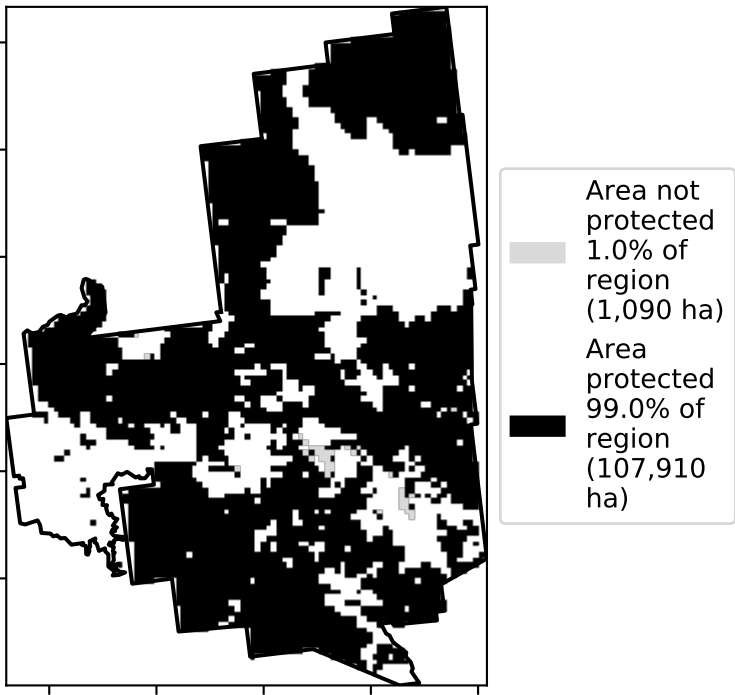 Area not
protected
1.0% of
region
(1,090 ha)
Area
protected
99.0% of
region
(107,910
ha)